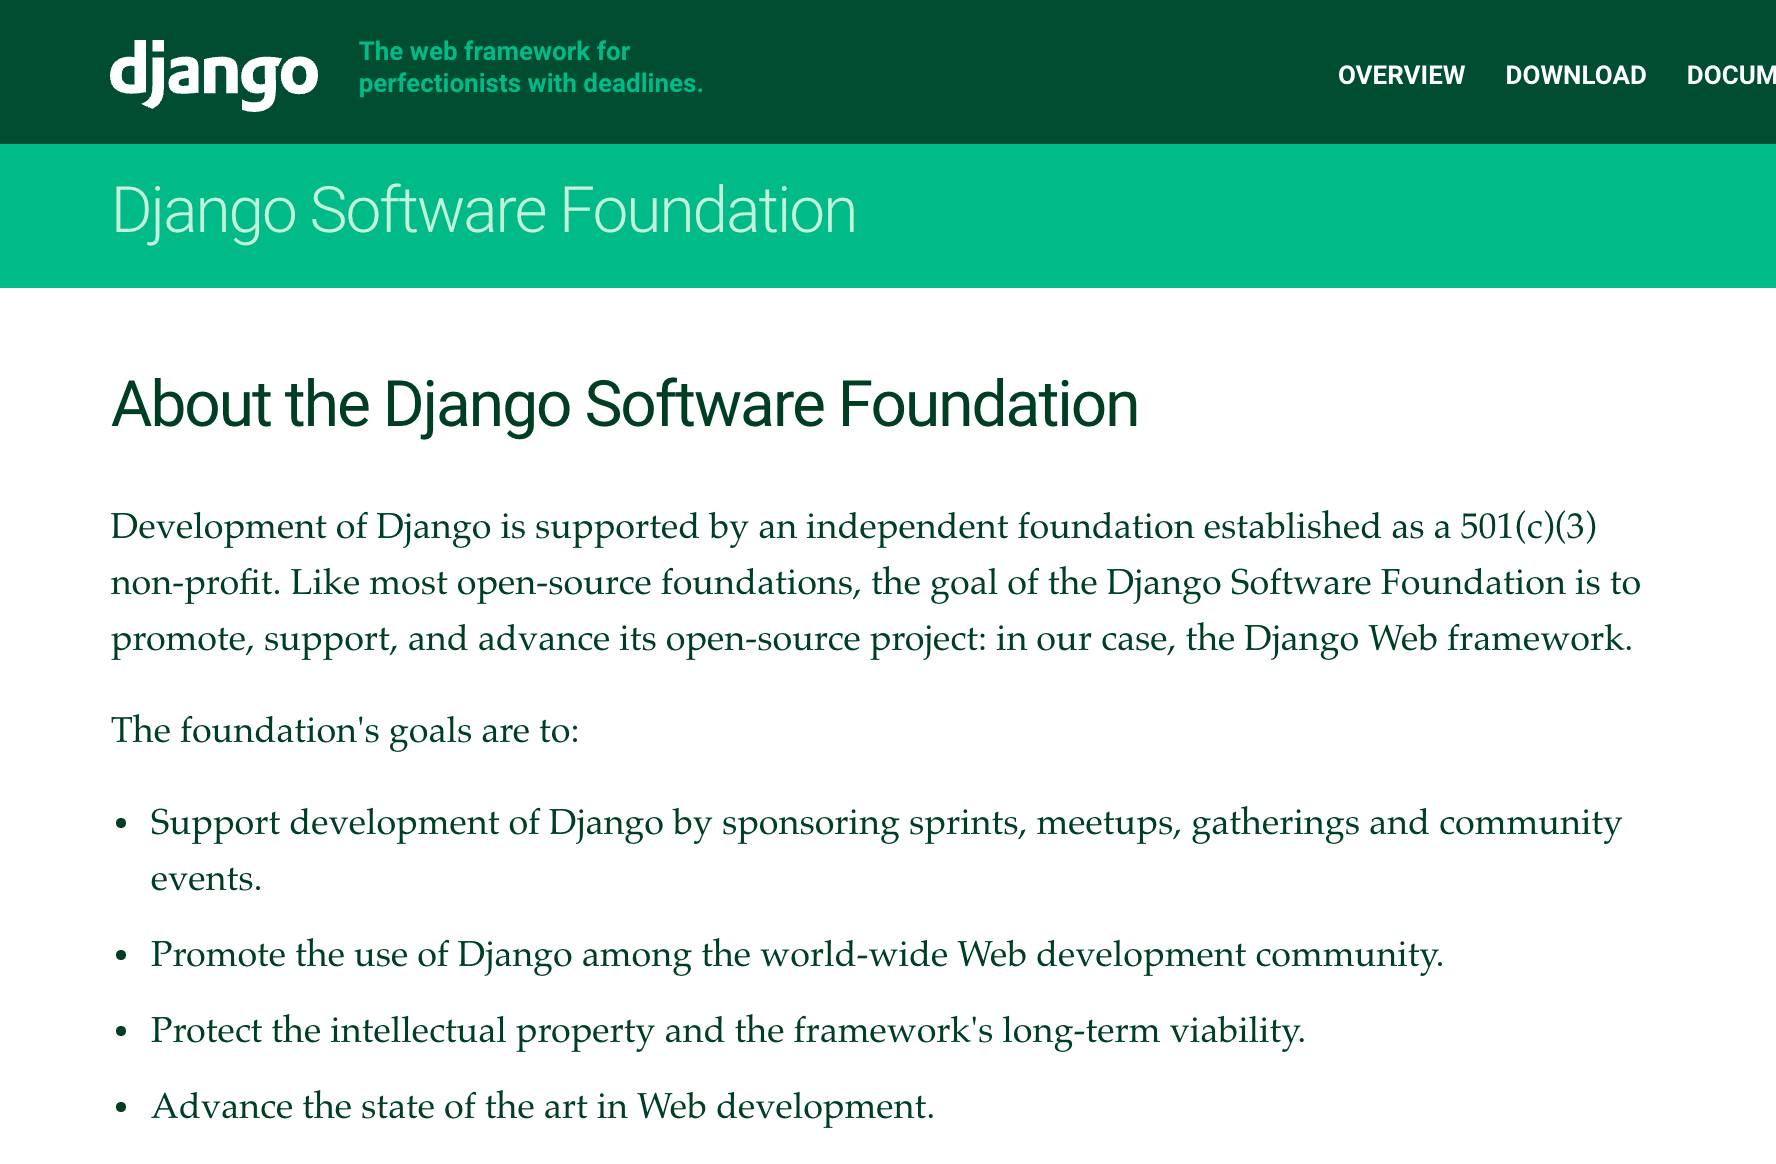 django
The web framework for
perfectionists with deadlines.
OVERVIEW DOWNLOAD DOCUM
Django Software Foundation
About the Django Software Foundation
Development of Django is supported by an independent foundation established as a 501(c)(3)
non-profit. Like most open-source foundations, the goal of the Django Software Foundation is to
promote, support, and advance its open-source project: in our case, the Django Web framework.
The foundation's goals are to:
• Support development of Django by sponsoring sprints, meetups, gatherings and community
events.
• Promote the use of Django among the world-wide Web development community.
• Protect the intellectual property and the framework's long-term viability.
• Advance the state of the art in Web development.